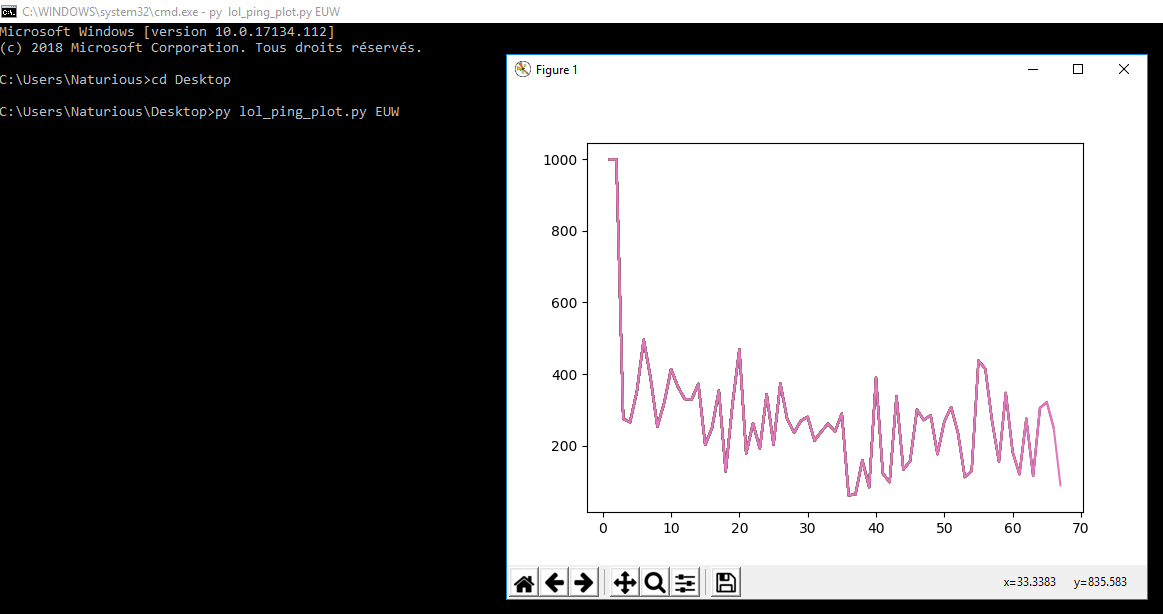 C:\WINDOWS\system32\cmd.exe - py lol_ping_plot.py EUW
Microsoft Windows [version 10.0.17134.112]
(c) 2018 Microsoft Corporation. Tous droits réservés.
C:\Users\Naturious>cd Desktop
C:\Users\Naturious\Desktop>py lol_ping_plot.py EUW
Figure 1
1000
800
600
400
200
0 10 20 30 40 50 60 70
x=33.3383 y=835.583